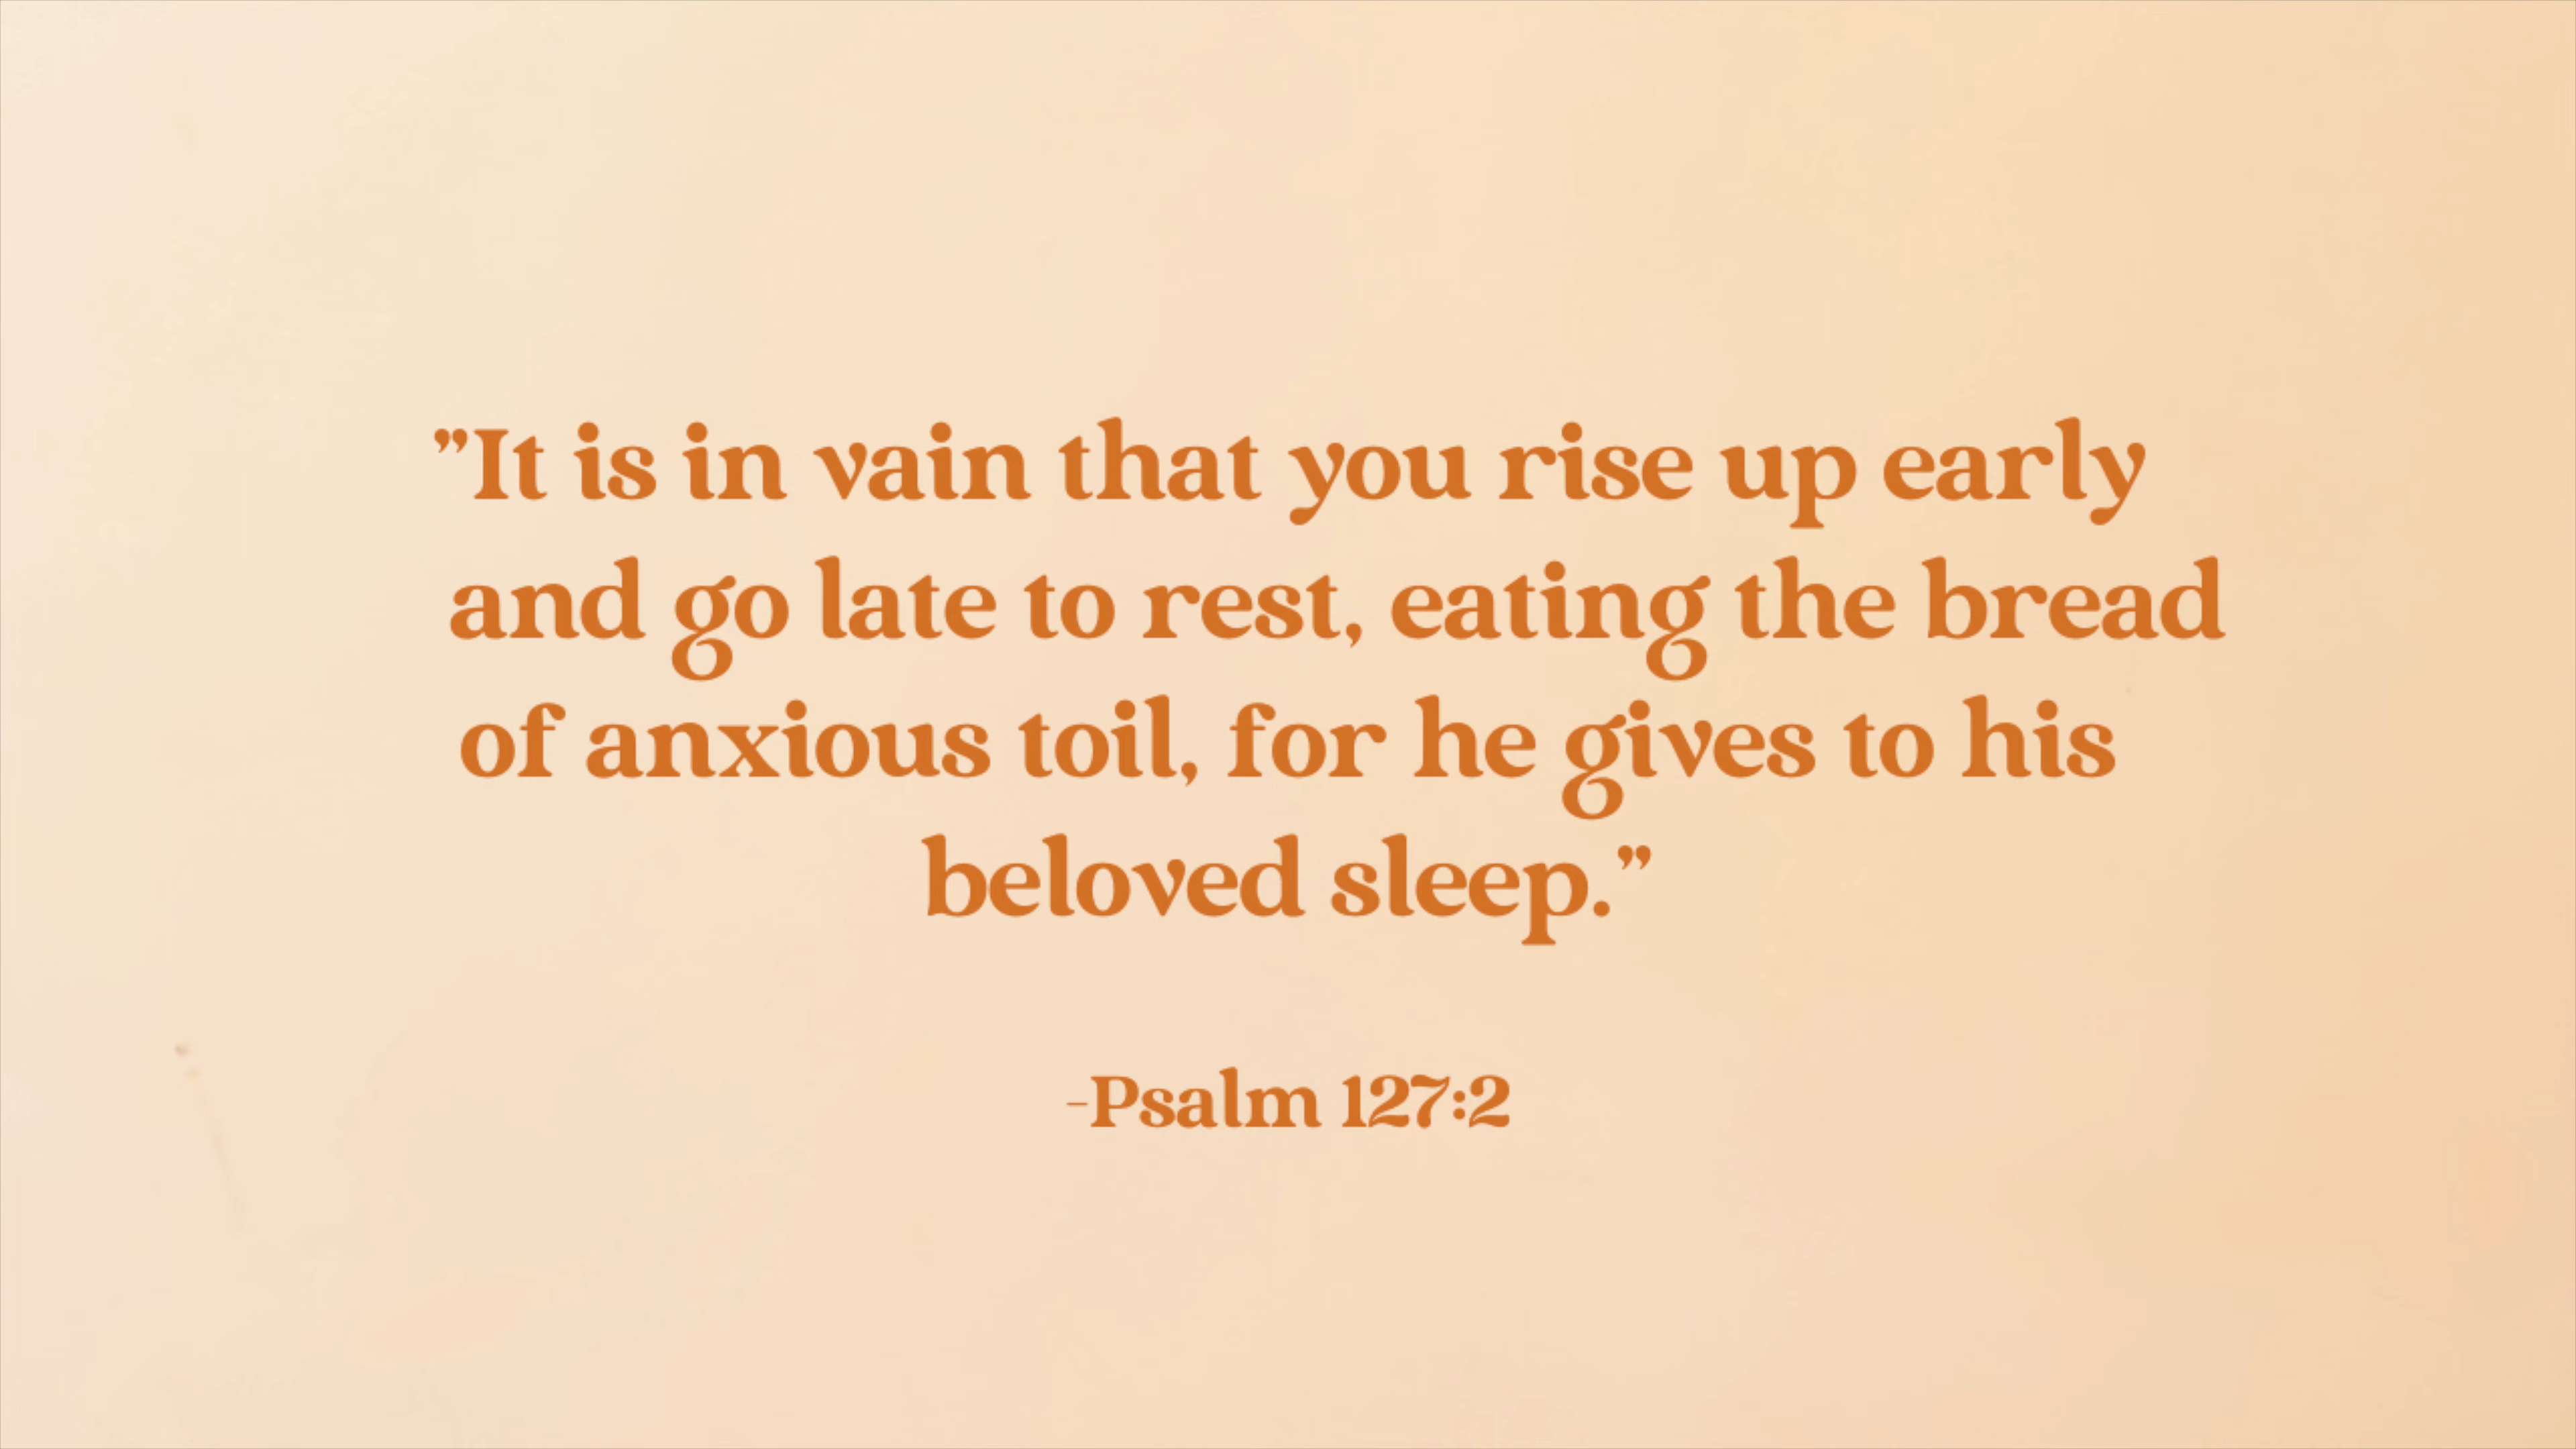 ”It is in vain that you rise up early
and go late to rest, eating the bread
of anxious toil, for he gives to his
beloved sleep.”
-Psalm 127:2